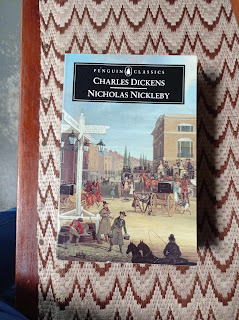 PENGUIN CLASSICS
CHARLES DICKENS
NICHOLAS NICKLEBY